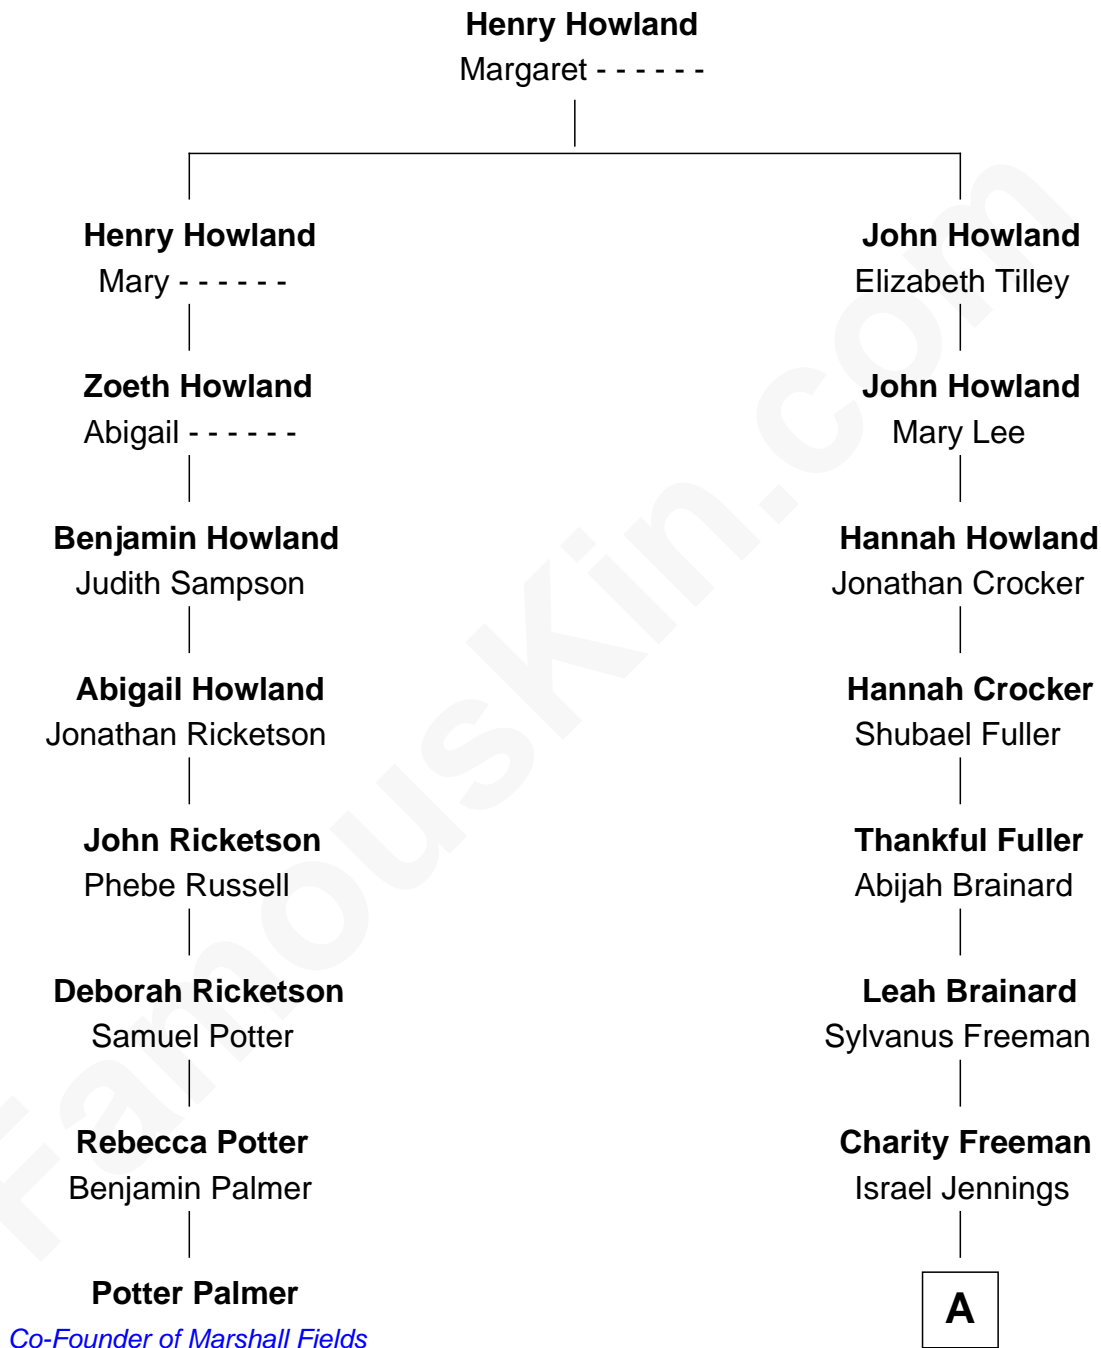 Henry Howland
Margaret - - - - - -
Henry Howland
Mary - - - - - -
John Howland
Elizabeth Tilley
Zoeth Howland
Abigail - - - - - -
John Howland
Mary Lee
Benjamin Howland
Judith Sampson
Hannah Howland
Jonathan Crocker
Abigail Howland
Jonathan Ricketson
Hannah Crocker
Shubael Fuller
John Ricketson
Phebe Russell
Thankful Fuller
Abijah Brainard
Deborah Ricketson
Samuel Potter
Leah Brainard
Sylvanus Freeman
Rebecca Potter
Benjamin Palmer
Charity Freeman
Israel Jennings
Potter Palmer
Co-Founder of Marshall Fields
A
FamousKin.com